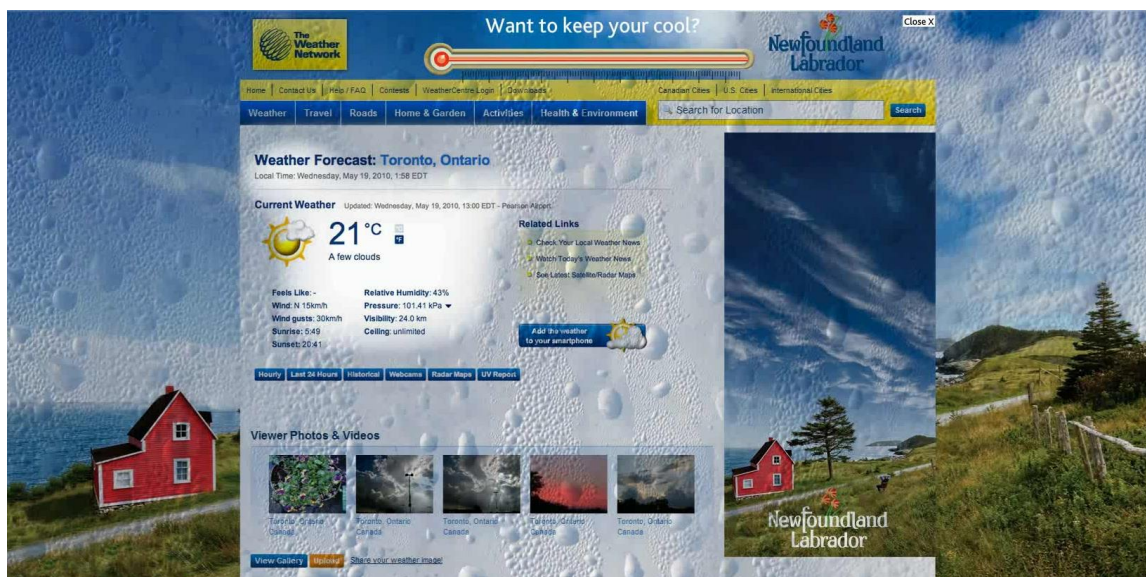 Want to keep your cool?
Close X
The
Weather
Network
Newfoundland
Labrador
Home | Contact Us | Help / FAQ | Contests | WeatherCentre Login | Downloads
Canadian Cities | U.S. Cities | International Cities
Weather Travel Roads Home & Garden Activities Health & Environment
Search for Location
Search
Weather Forecast: Toronto, Ontario
Local Time: Wednesday, May 19, 2010, 1:58 EDT
Current Weather Updated: Wednesday, May 19, 2010, 13:00 EDT - Pearson Airport
21 °C
°F
A few clouds
Feels Like: -
Wind: N 15km/h
Wind gusts: 30km/h
Sunrise: 5:49
Sunset: 20:41
Relative Humidity: 43%
Pressure: 101.41 kPa
Visibility: 24.0 km
Ceiling: unlimited
Related Links
Check Your Local Weather News
Watch Today's Weather News
See Latest Satellite/Radar Maps
Add the weather
to your smartphone
Hourly Last 24 Hours Historical Webcams Radar Maps UV Report
Viewer Photos & Videos
Toronto, Ontario
Canada
Toronto, Ontario
Canada
Toronto, Ontario
Canada
Toronto, Ontario
Canada
Toronto, Ontario
Canada
View Gallery Upload Share your weather image!
Newfoundland
Labrador